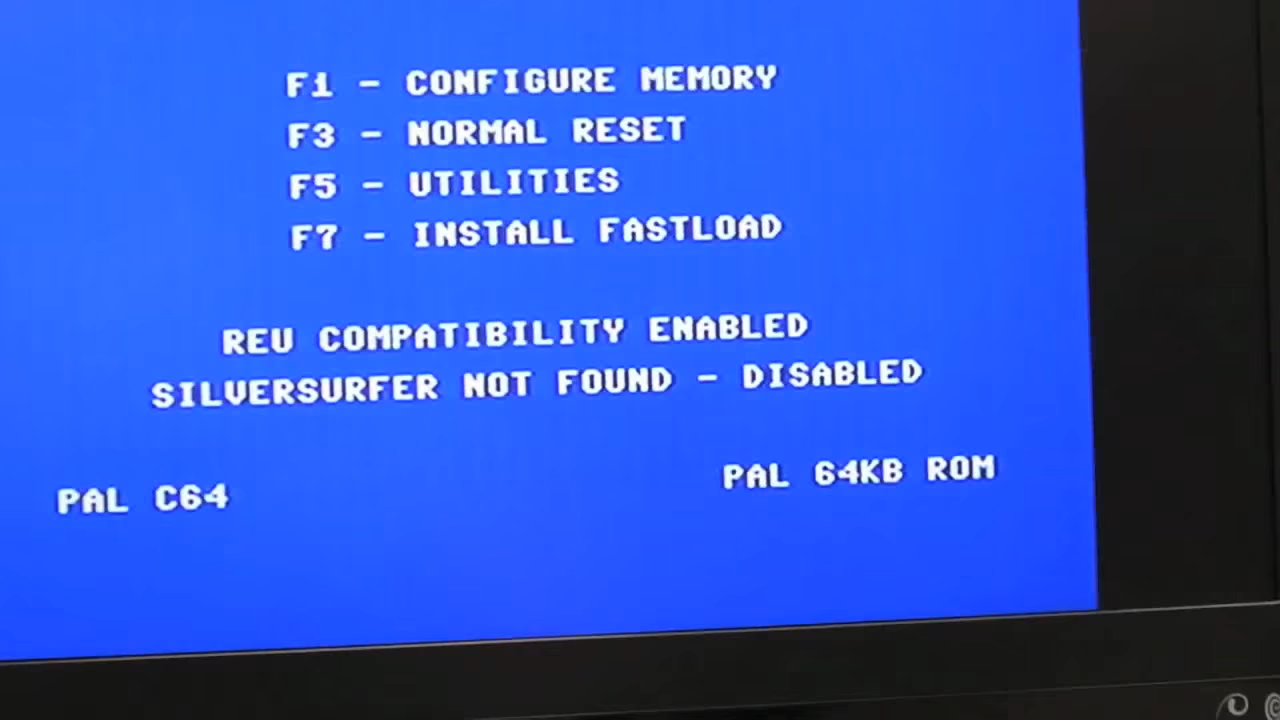 F1 - CONFIGURE MEMORY
F3 - NORMAL RESET
F5 - UTILITIES
F7 - INSTALL FASTLOAD
REU COMPATIBILITY ENABLED
SILVERSURFER NOT FOUND - DISABLED
PAL C64
PAL 64KB ROM